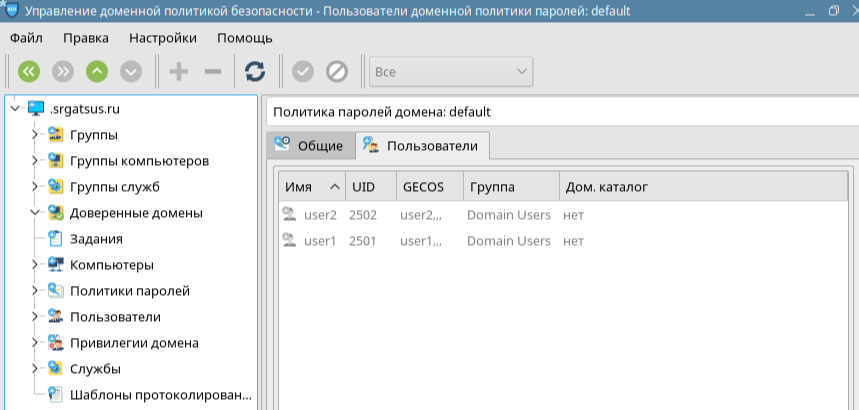 Управление доменной политикой безопасности - Пользователи доменной политики паролей: default
Файл Правка Настройки Помощь
Все
.srgatsus.ru
Группы
Группы компьютеров
Группы служб
Доверенные домены
Задания
Компьютеры
Политики паролей
Пользователи
Привилегии домена
Службы
Шаблоны протоколирован...
Политика паролей домена: default
Общие Пользователи
Имя UID GECOS Группа Дом. каталог
user2 2502 user2,,, Domain Users нет
user1 2501 user1,,, Domain Users нет